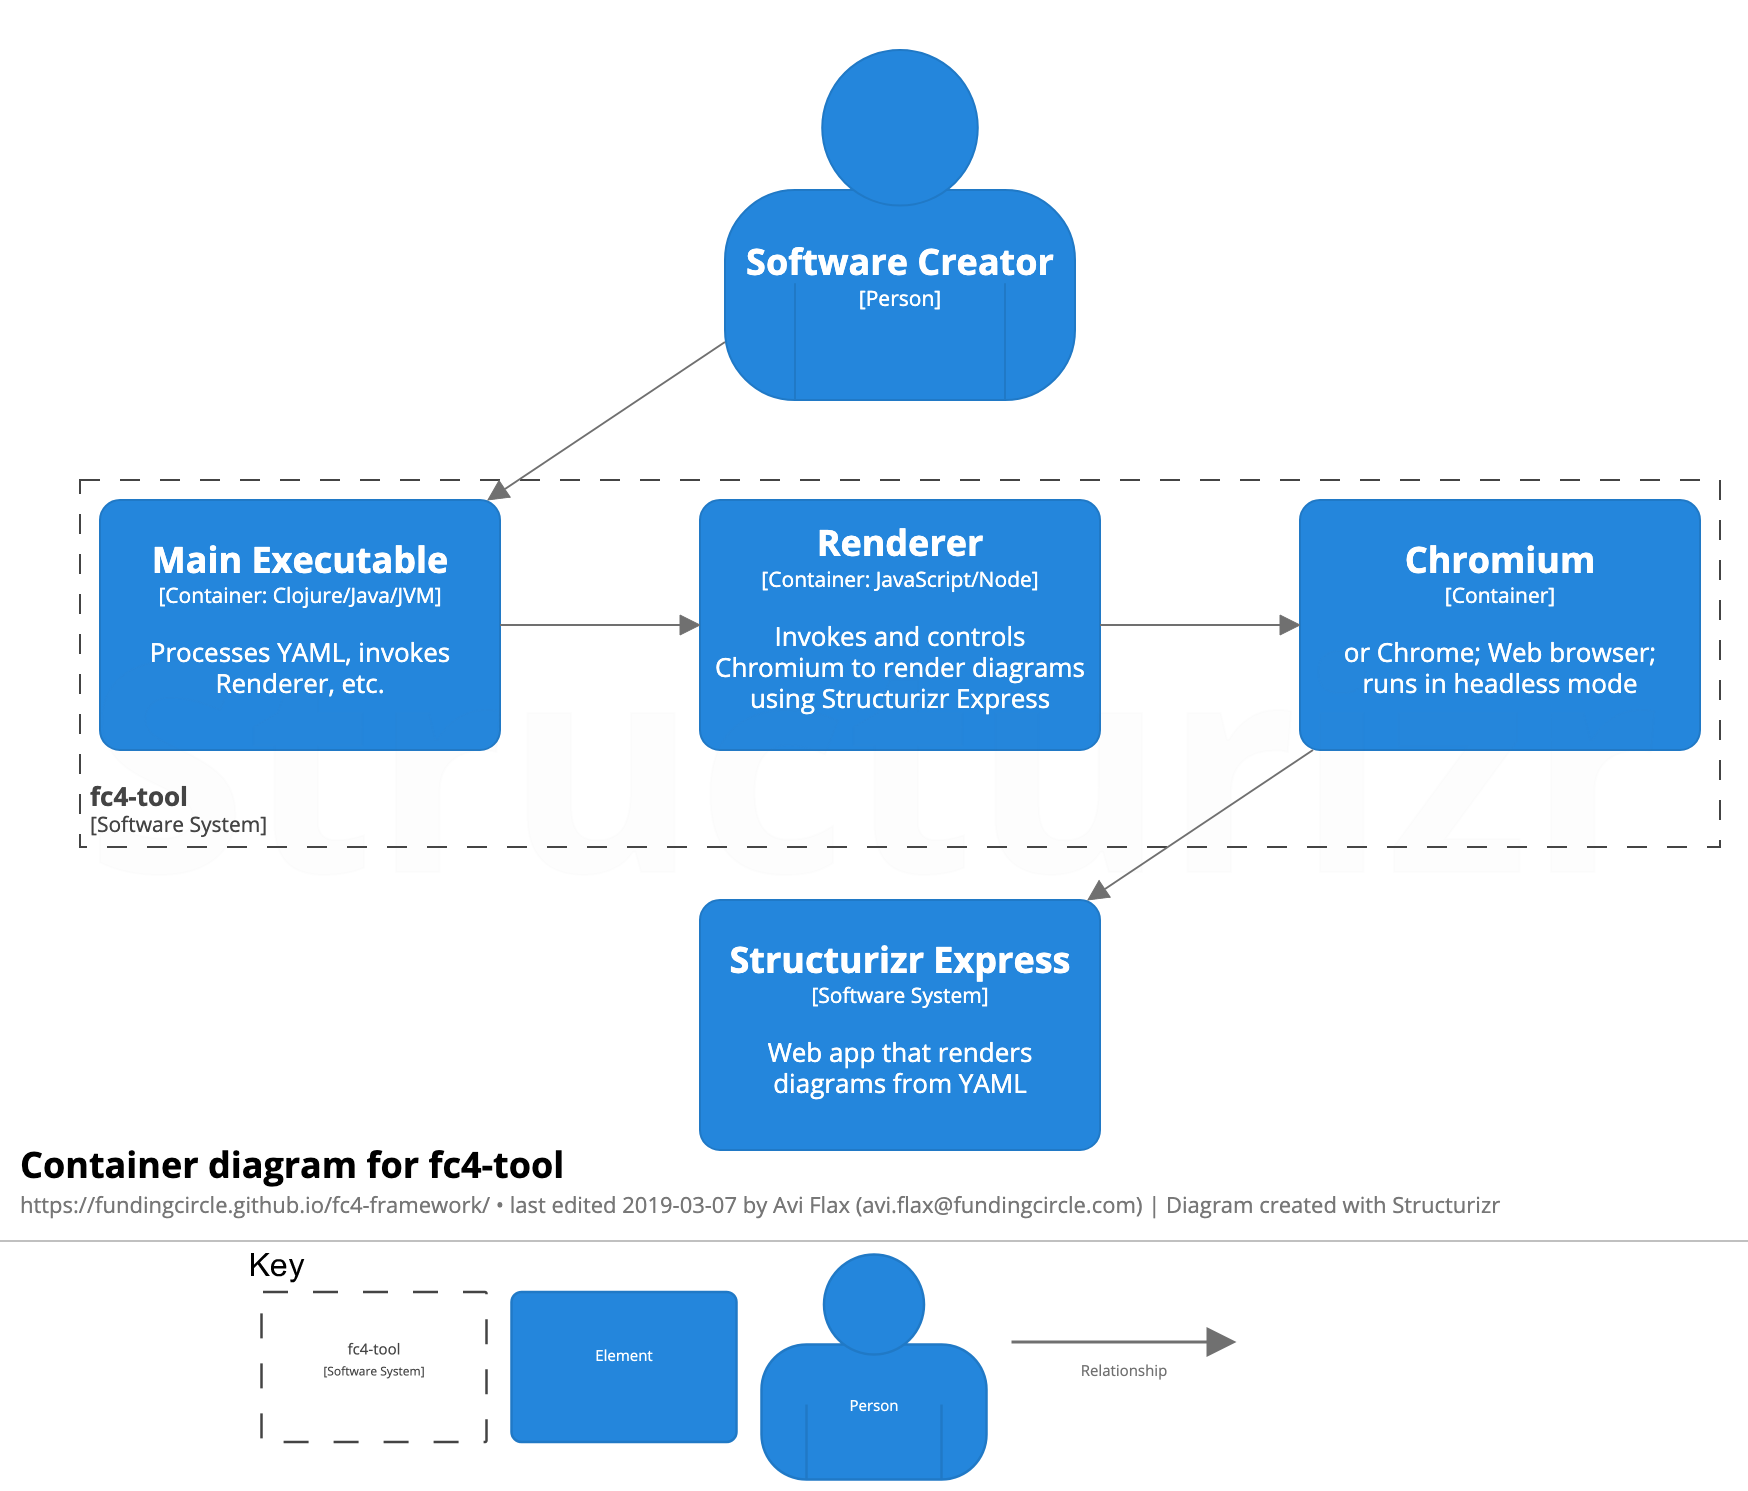 Software Creator
[Person]
Main Executable
[Container: Clojure/Java/JVM]
Processes YAML, invokes
Renderer, etc.
Renderer
[Container: JavaScript/Node]
Invokes and controls
Chromium to render diagrams
using Structurizr Express
Chromium
[Container]
or Chrome; Web browser;
runs in headless mode
fc4-tool
[Software System]
Structurizr
Structurizr Express
[Software System]
Web app that renders
diagrams from YAML
Container diagram for fc4-tool
https://fundingcircle.github.io/fc4-framework/ • last edited 2019-03-07 by Avi Flax (avi.flax@fundingcircle.com) | Diagram created with Structurizr
Key
fc4-tool
[Software System]
Element
Person
Relationship